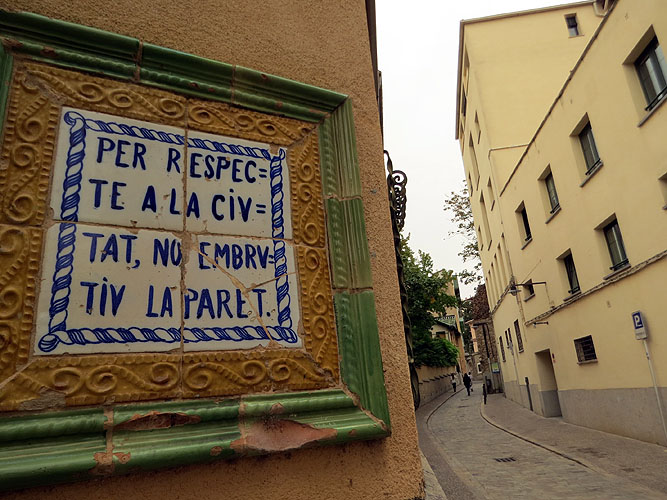 PER RESPEC=
TE A LA CIV=
TAT, NO EMBRV=
TIV LA PARET.
P